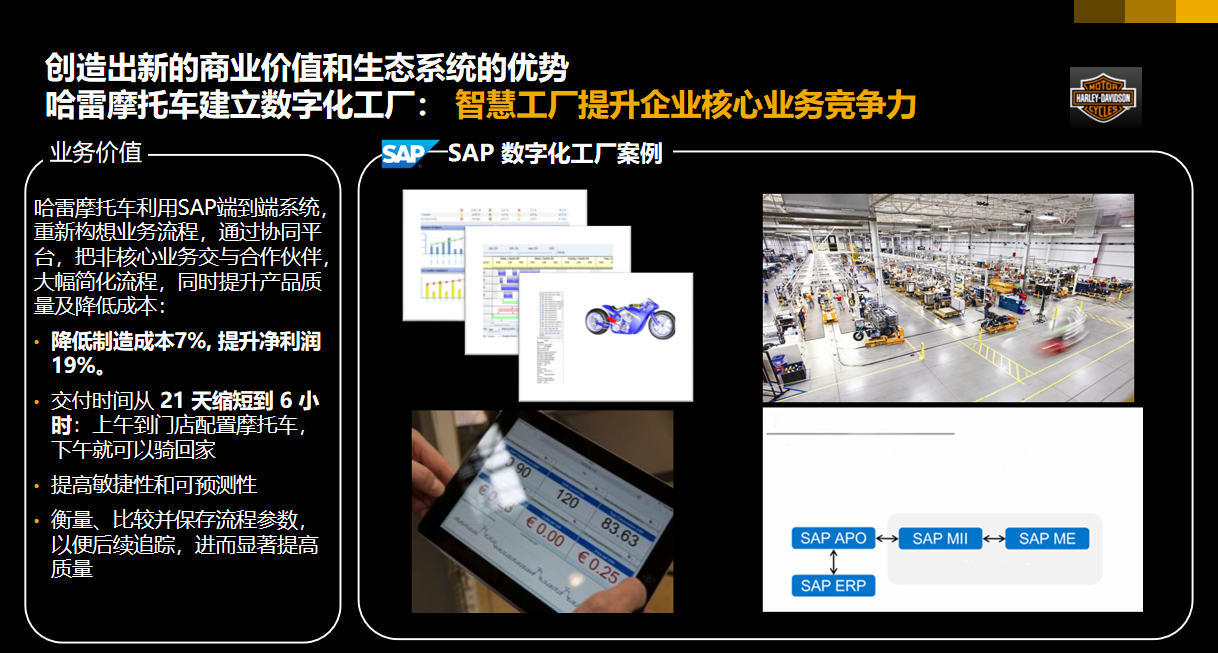 创造出新的商业价值和生态系统的优势
哈雷摩托车建立数字化工厂： 智慧工厂提升企业核心业务竞争力
MOTOR
HARLEY-DAVIDSON
CYCLES
业务价值
哈雷摩托车利用SAP端到端系统，
重新构想业务流程，通过协同平
台，把非核心业务交与合作伙伴，
大幅简化流程，同时提升产品质
量及降低成本：
• 降低制造成本7%, 提升净利润
19%。
• 交付时间从 21 天缩短到 6 小
时：上午到门店配置摩托车，
下午就可以骑回家
• 提高敏捷性和可预测性
• 衡量、比较并保存流程参数，
以便后续追踪，进而显著提高
质量
SAP SAP 数字化工厂案例
120
83.63
€ 0.00
€ 0.25
SAP APO
SAP MII
SAP ME
SAP ERP